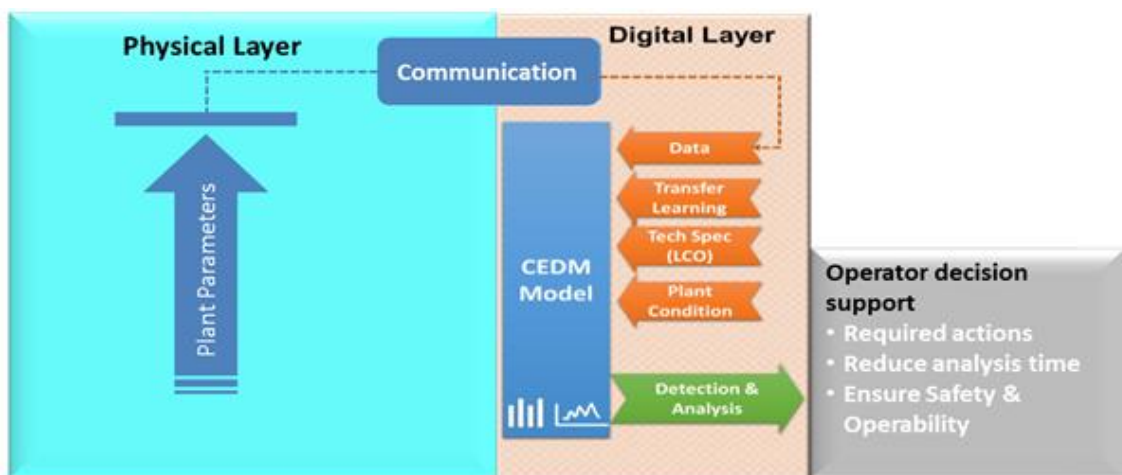 Physical Layer
Communication
Digital Layer
Plant Parameters
CEDM
Model
Data
Transfer
Learning
Tech Spec
(LCO)
Plant
Condition
Detection &
Analysis
Operator decision
support
• Required actions
• Reduce analysis time
• Ensure Safety &
Operability